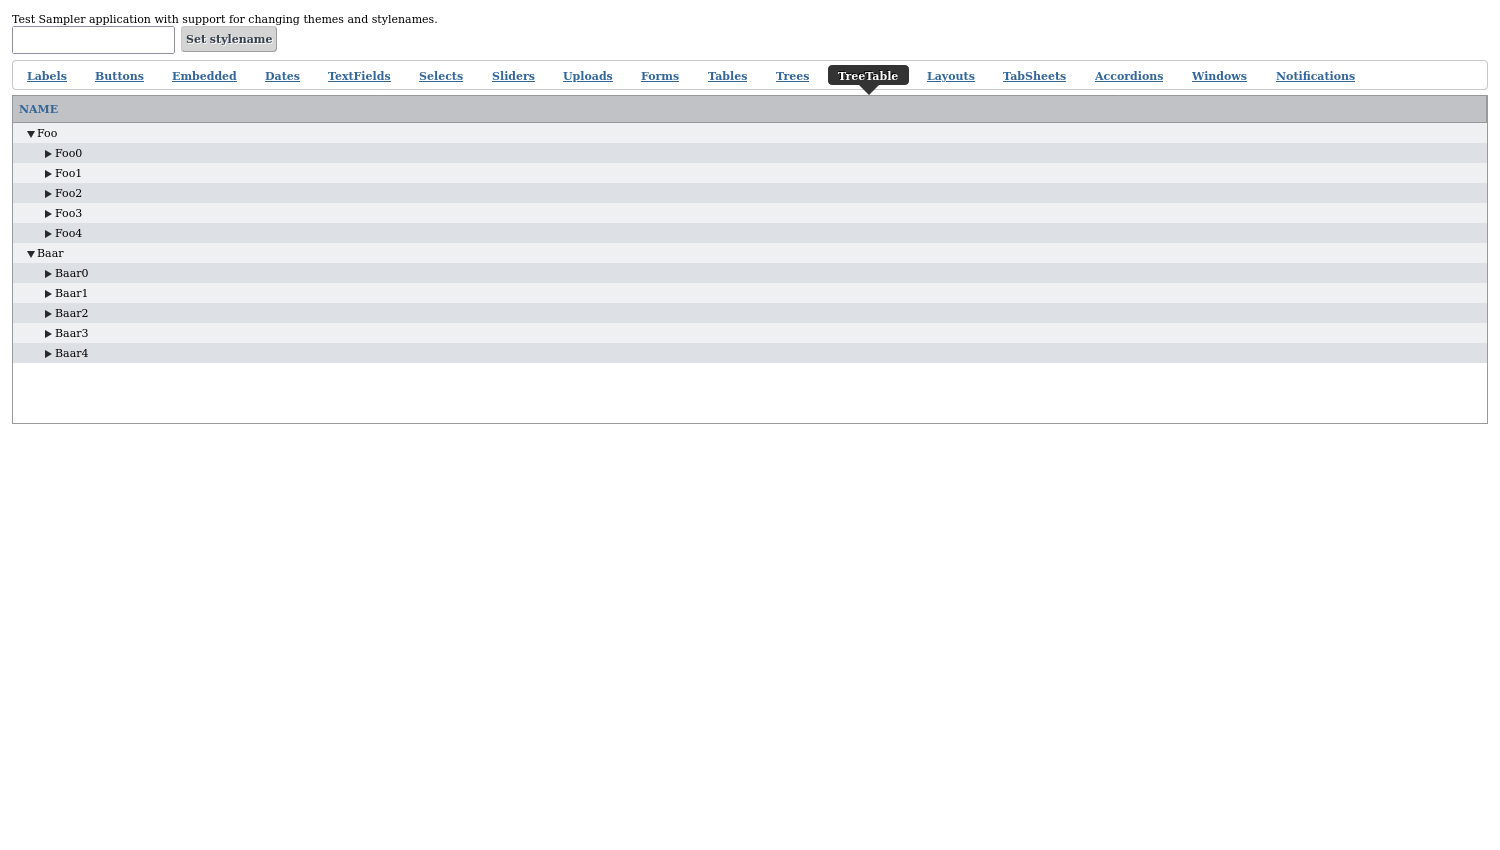 Test Sampler application with support for changing themes and stylenames.
Set stylename
Labels Buttons Embedded Dates TextFields Selects Sliders Uploads Forms Tables Trees TreeTable Layouts TabSheets Accordions Windows Notifications
NAME
Foo
Foo0
Foo1
Foo2
Foo3
Foo4
Baar
Baar0
Baar1
Baar2
Baar3
Baar4